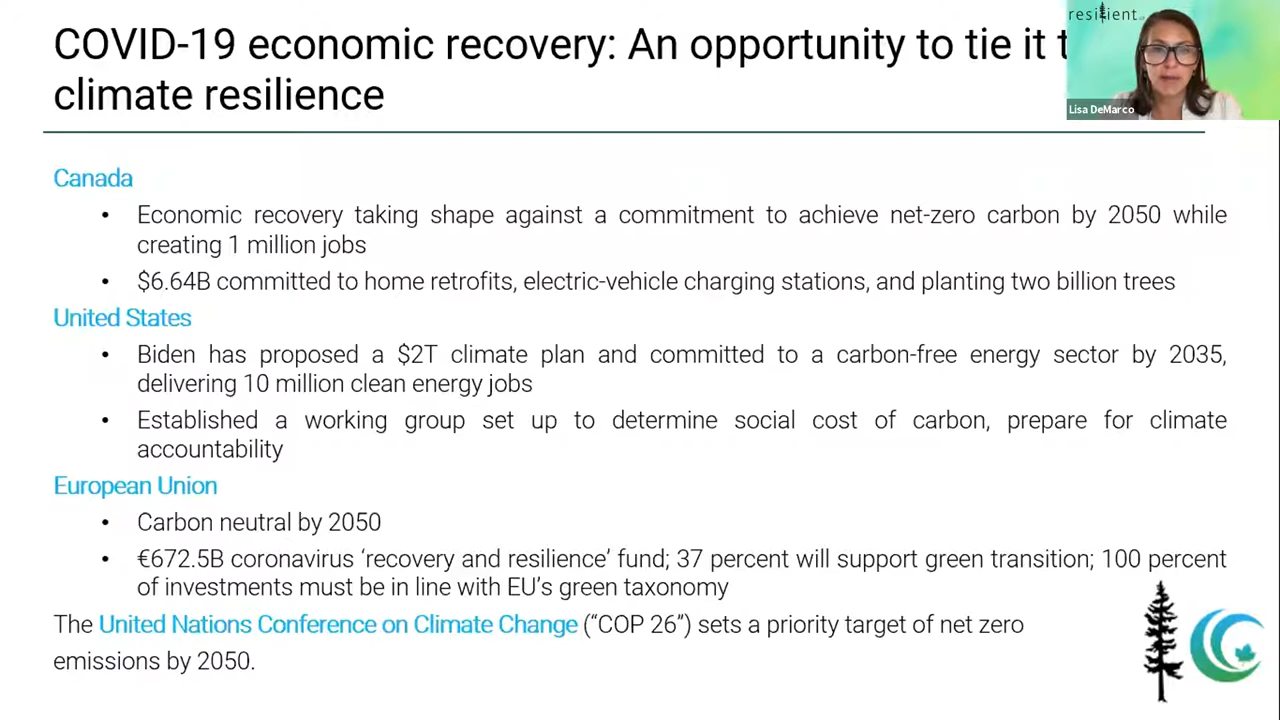 COVID-19 economic recovery: An opportunity to tie it t
climate resilience
resilient
Lisa DeMarco
Canada
• Economic recovery taking shape against a commitment to achieve net-zero carbon by 2050 while
creating 1 million jobs
• $6.64B committed to home retrofits, electric-vehicle charging stations, and planting two billion trees
United States
• Biden has proposed a $2T climate plan and committed to a carbon-free energy sector by 2035,
delivering 10 million clean energy jobs
• Established a working group set up to determine social cost of carbon, prepare for climate
accountability
European Union
• Carbon neutral by 2050
• €672.5B coronavirus ‘recovery and resilience’ fund; 37 percent will support green transition; 100 percent
of investments must be in line with EU’s green taxonomy
The United Nations Conference on Climate Change (“COP 26”) sets a priority target of net zero
emissions by 2050.